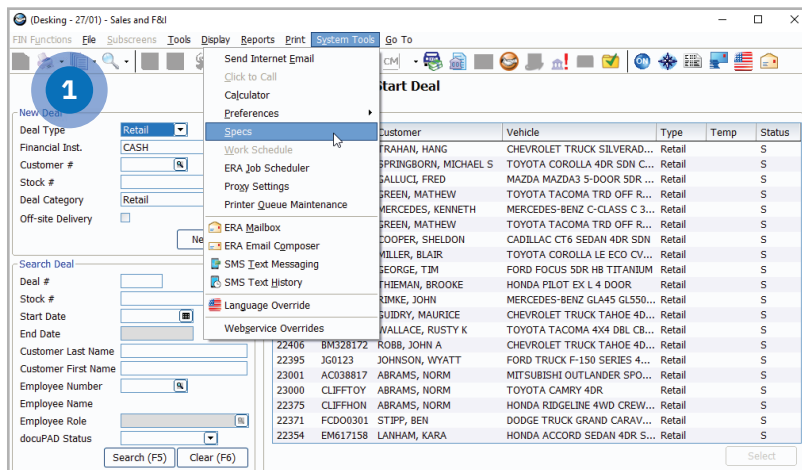 (Desking - 27/01) - Sales and F&I
FIN Functions File Subscreens Tools Display Reports Print System Tools Go To
CM
1
Start Deal
Send Internet Email
Click to Call
Calculator
Preferences
Specs
Work Schedule
ERA Job Scheduler
Proxy Settings
Printer Queue Maintenance
ERA Mailbox
ERA Email Composer
SMS Text Messaging
SMS Text History
Language Override
Webservice Overrides
New Deal
Deal Type Retail
Financial Inst. CASH
Customer #
Stock #
Deal Category Retail
Off-site Delivery
Ne
Search Deal
Deal #
Stock #
Start Date
End Date
Customer Last Name
Customer First Name
Employee Number
Employee Name
Employee Role
docuPAD Status
Search (F5) Clear (F6)
Customer Vehicle Type Temp Status
TRAHAN, HANG CHEVROLET TRUCK SILVERAD... Retail S
SPRINGBORN, MICHAEL S TOYOTA COROLLA 4DR SDN C... Retail S
GALLUCI, FRED MAZDA MAZDA3 5-DOOR 5DR ... Retail S
GREEN, MATHEW TOYOTA TACOMA TRD OFF R... Retail S
MERCEDES, KENNETH MERCEDES-BENZ C-CLASS C 3... Retail S
GREEN, MATHEW TOYOTA TACOMA TRD OFF R... Retail S
COOPER, SHELDON CADILLAC CT6 SEDAN 4DR SDN Retail S
MILLER, BLAIR TOYOTA COROLLA LE ECO CV... Retail S
GEORGE, TIM FORD FOCUS 5DR HB TITANIUM Retail S
THIEMAN, BROOKE HONDA PILOT EX L 4 DOOR Retail S
RIMKE, JOHN MERCEDES-BENZ GLA45 GL550... Retail S
GUIDRY, MAURICE CHEVROLET TRUCK TAHOE 4D... Retail S
WALLACE, RUSTY K TOYOTA TACOMA 4X4 DBL CB... Retail S
22406 BM328172 ROBB, JOHN A CHEVROLET TRUCK TAHOE 4D... Retail S
22395 JG0123 JOHNSON, WYATT FORD TRUCK F-150 SERIES 4... Retail S
23001 AC038817 ABRAMS, NORM MITSUBISHI OUTLANDER SPO... Retail S
23000 CLIFFTOY ABRAMS, NORM TOYOTA CAMRY 4DR Retail S
22375 CLIFFHON ABRAMS, NORM HONDA RIDGELINE 4WD CREW... Retail S
22371 FCDO0301 STIPP, BEN DODGE TRUCK GRAND CARAV... Retail S
22354 EM617158 LANHAM, KARA HONDA ACCORD SEDAN 4DR S... Retail S
Select